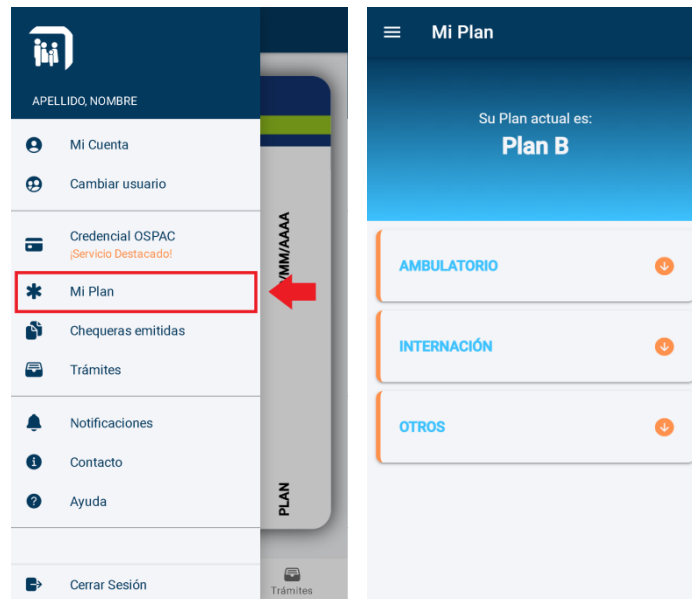 APELLIDO, NOMBRE
Mi Cuenta
Cambiar usuario
Credencial OSPAC
¡Servicio Destacado!
Mi Plan
Chequeras emitidas
Trámites
Notificaciones
Contacto
Ayuda
Cerrar Sesión
/MM/AAAA
PLAN
Trámites
Mi Plan
Su Plan actual es:
Plan B
AMBULATORIO
INTERNACIÓN
OTROS